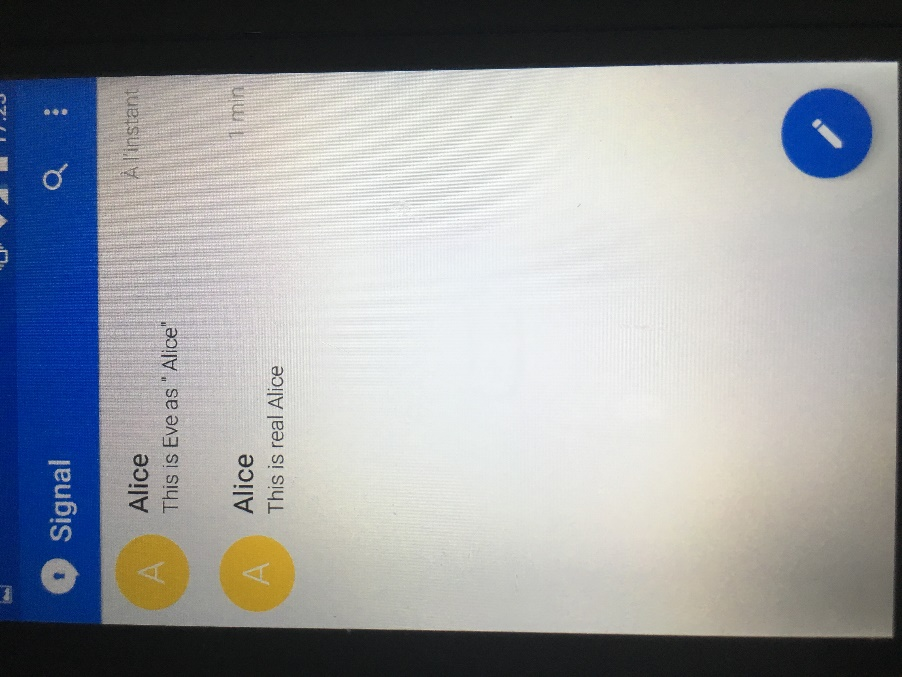 Signal
Alice
À l'instant
This is Eve as " Alice"
Alice
1 min
This is real Alice
A
A